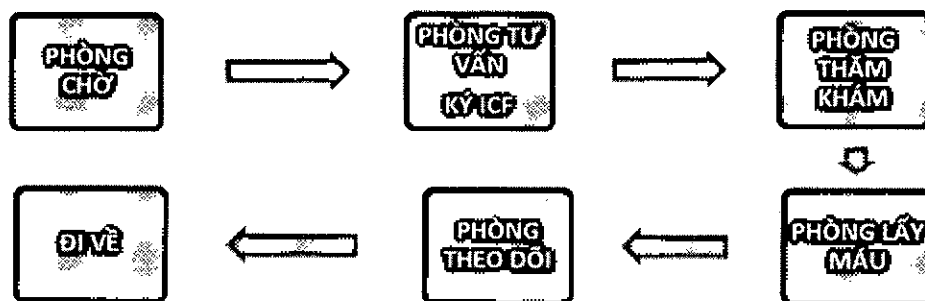 PHÒNG
CHỜ
PHÒNG TƯ
VẤN
KÝ ICF
PHÒNG
THĂM
KHÁM
PHÒNG LẤY
MÁU
PHÒNG
THEO DÕI
ĐI VỀ